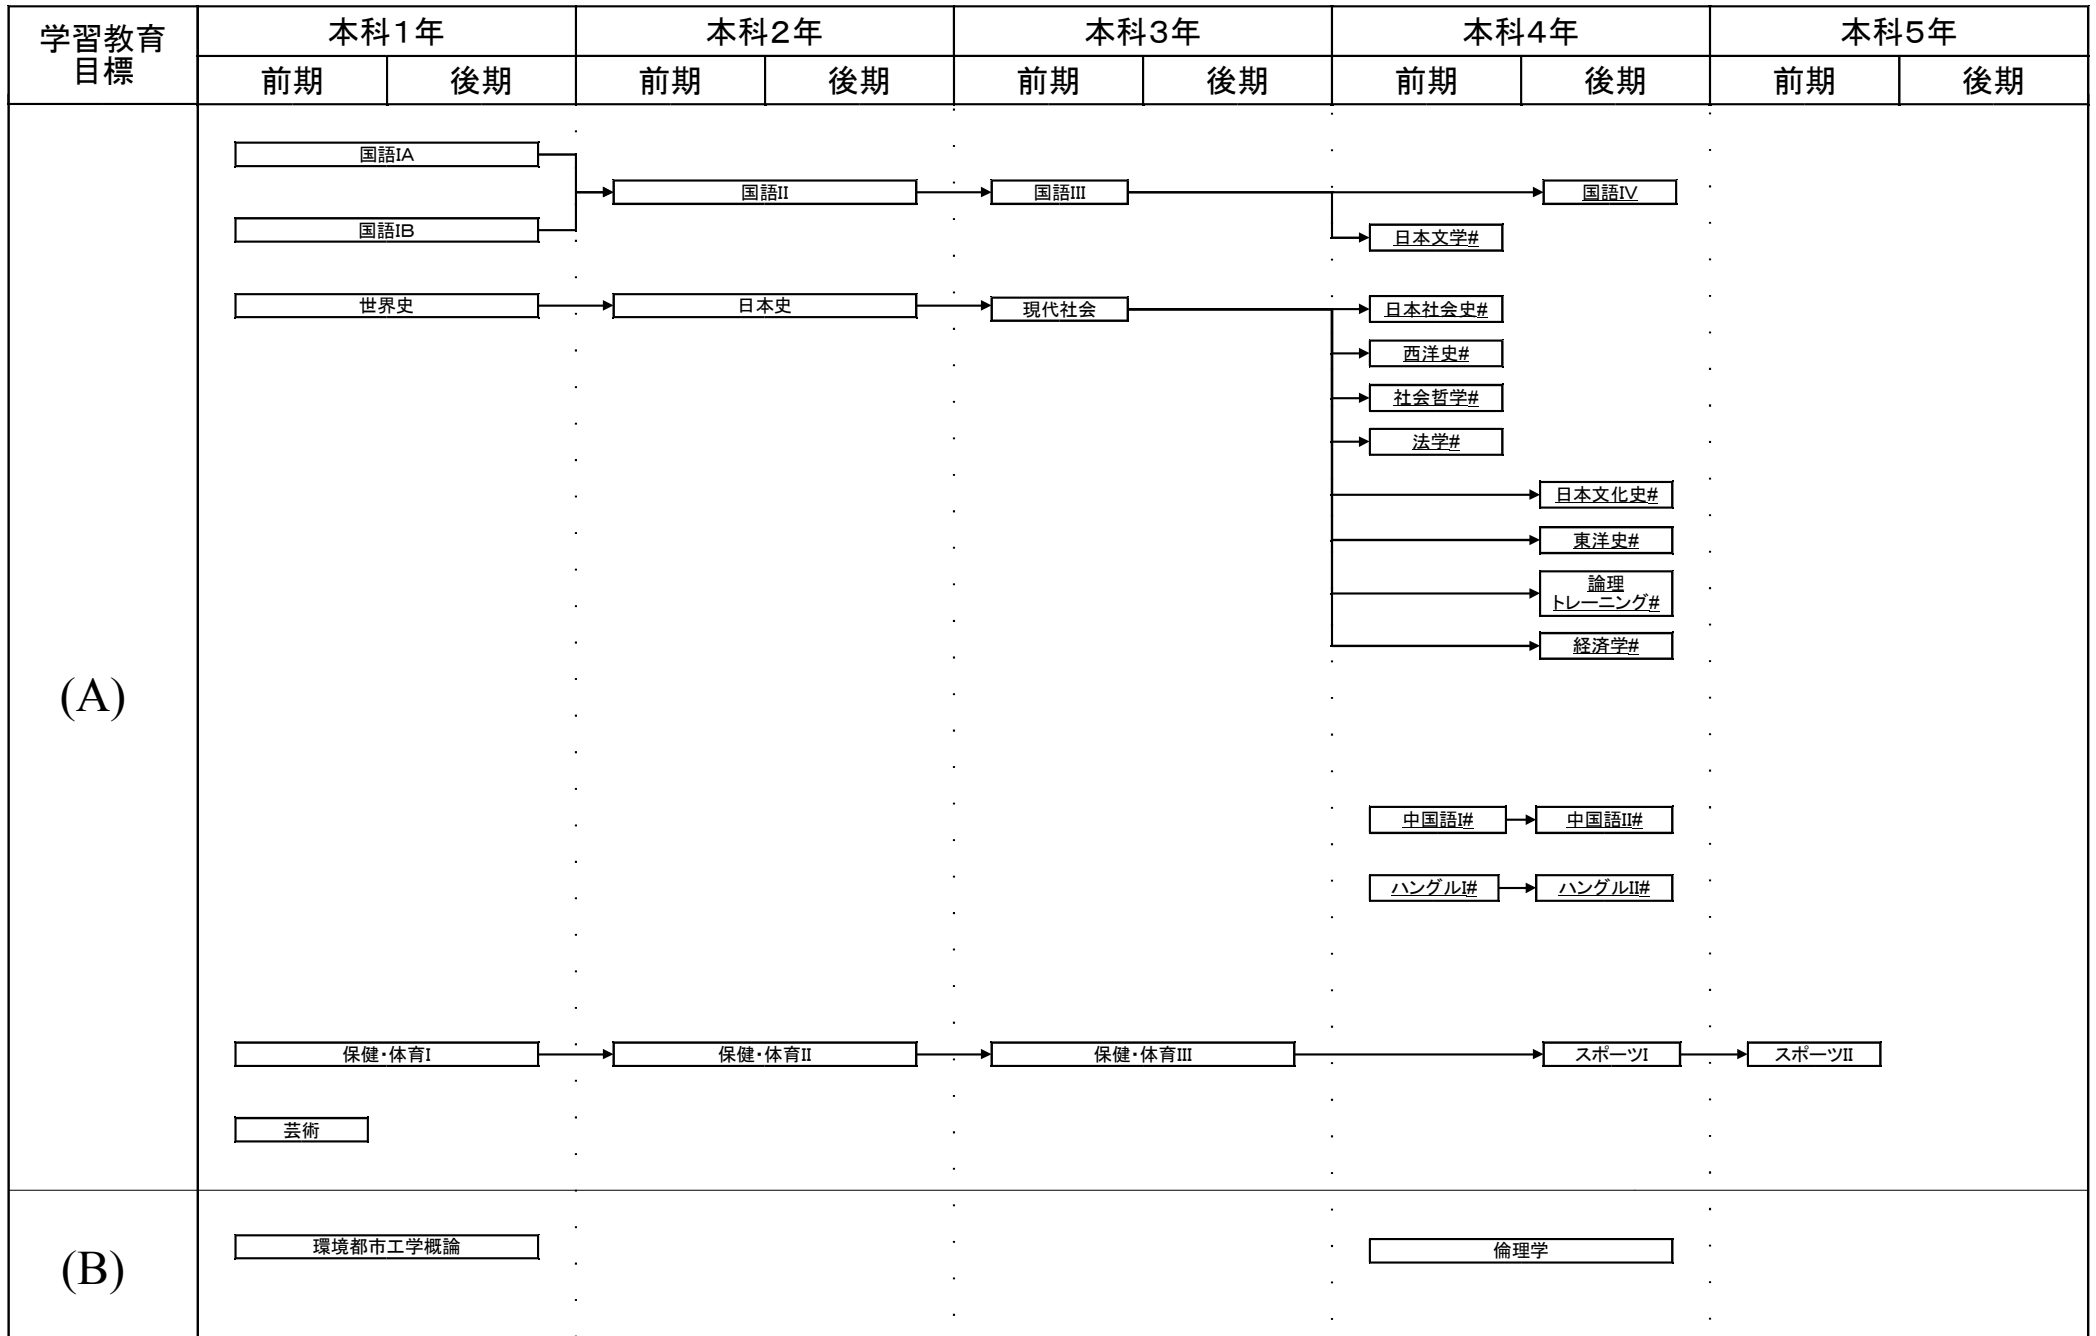 学習教育
目標
本科1年
本科2年
本科3年
本科4年
本科5年
前期
後期
前期
後期
前期
後期
前期
後期
前期
後期
(A)
国語IA
国語IB
国語II
国語III
国語IV
日本文学#
世界史
日本史
現代社会
日本社会史#
西洋史#
社会哲学#
法学#
日本文化史#
東洋史#
論理
トレーニング#
経済学#
中国語I#
中国語II#
ハングルI#
ハングルII#
保健・体育I
保健・体育II
保健・体育III
スポーツI
スポーツII
芸術
(B)
環境都市工学概論
倫理学